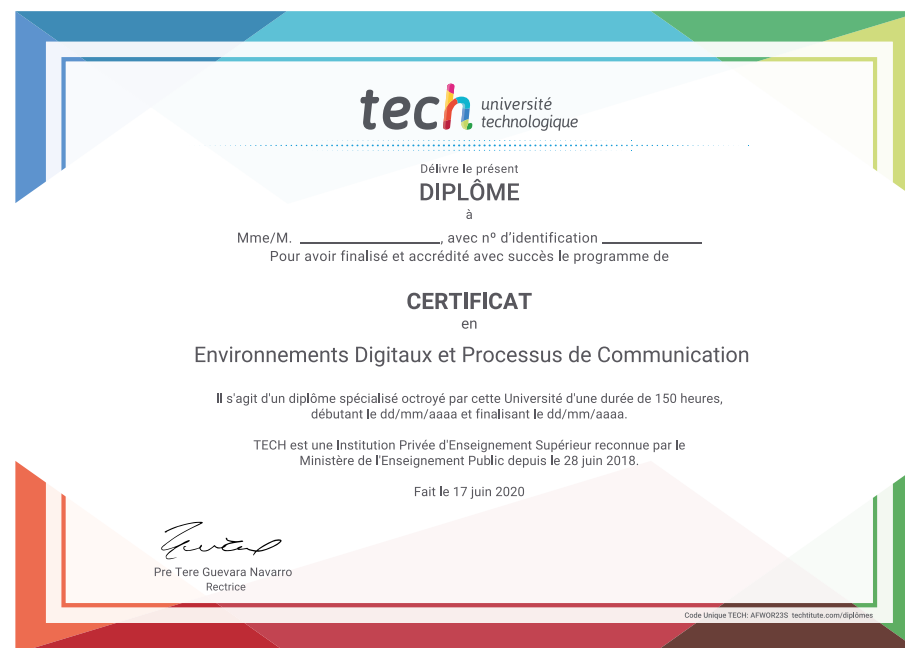 tech université
technologique
Délivre le présent
DIPLÔME
à
Mme/M. ____________________, avec nº d'identification ______________
Pour avoir finalisé et accrédité avec succès le programme de
CERTIFICAT
en
Environnements Digitaux et Processus de Communication
Il s'agit d'un diplôme spécialisé octroyé par cette Université d'une durée de 150 heures,
débutant le dd/mm/aaaa et finalisant le dd/mm/aaaa.
TECH est une Institution Privée d'Enseignement Supérieur reconnue par le
Ministère de l'Enseignement Public depuis le 28 juin 2018.
Fait le 17 juin 2020
Pre Tere Guevara Navarro
Rectrice
Code Unique TECH: AFWOR23S techtitute.com/diplômes